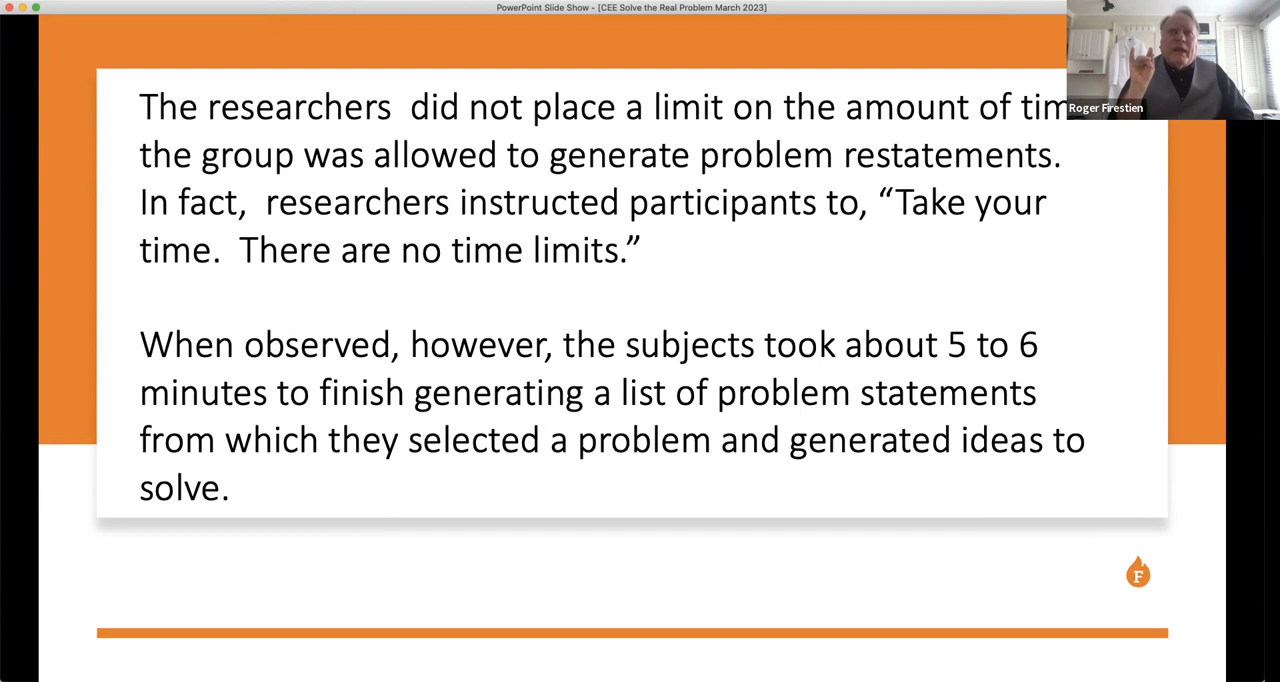 PowerPoint Slide Show - [CEE Solve the Real Problem March 2023]
Roger Firestien
The researchers  did not place a limit on the amount of tim
the group was allowed to generate problem restatements.
In fact,  researchers instructed participants to, “Take your
time.  There are no time limits.”
When observed, however, the subjects took about 5 to 6
minutes to finish generating a list of problem statements
from which they selected a problem and generated ideas to
solve.
F